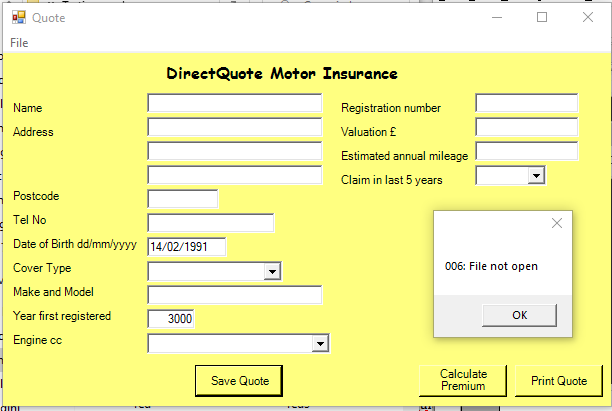 Quote
File
DirectQuote Motor Insurance
Name
Address
Postcode
Tel No
Date of Birth dd/mm/yyyy 14/02/1991
Cover Type
Make and Model
Year first registered 3000
Engine cc
Registration number
Valuation £
Estimated annual mileage
Claim in last 5 years
006: File not open
OK
Save Quote
Calculate
Premium
Print Quote